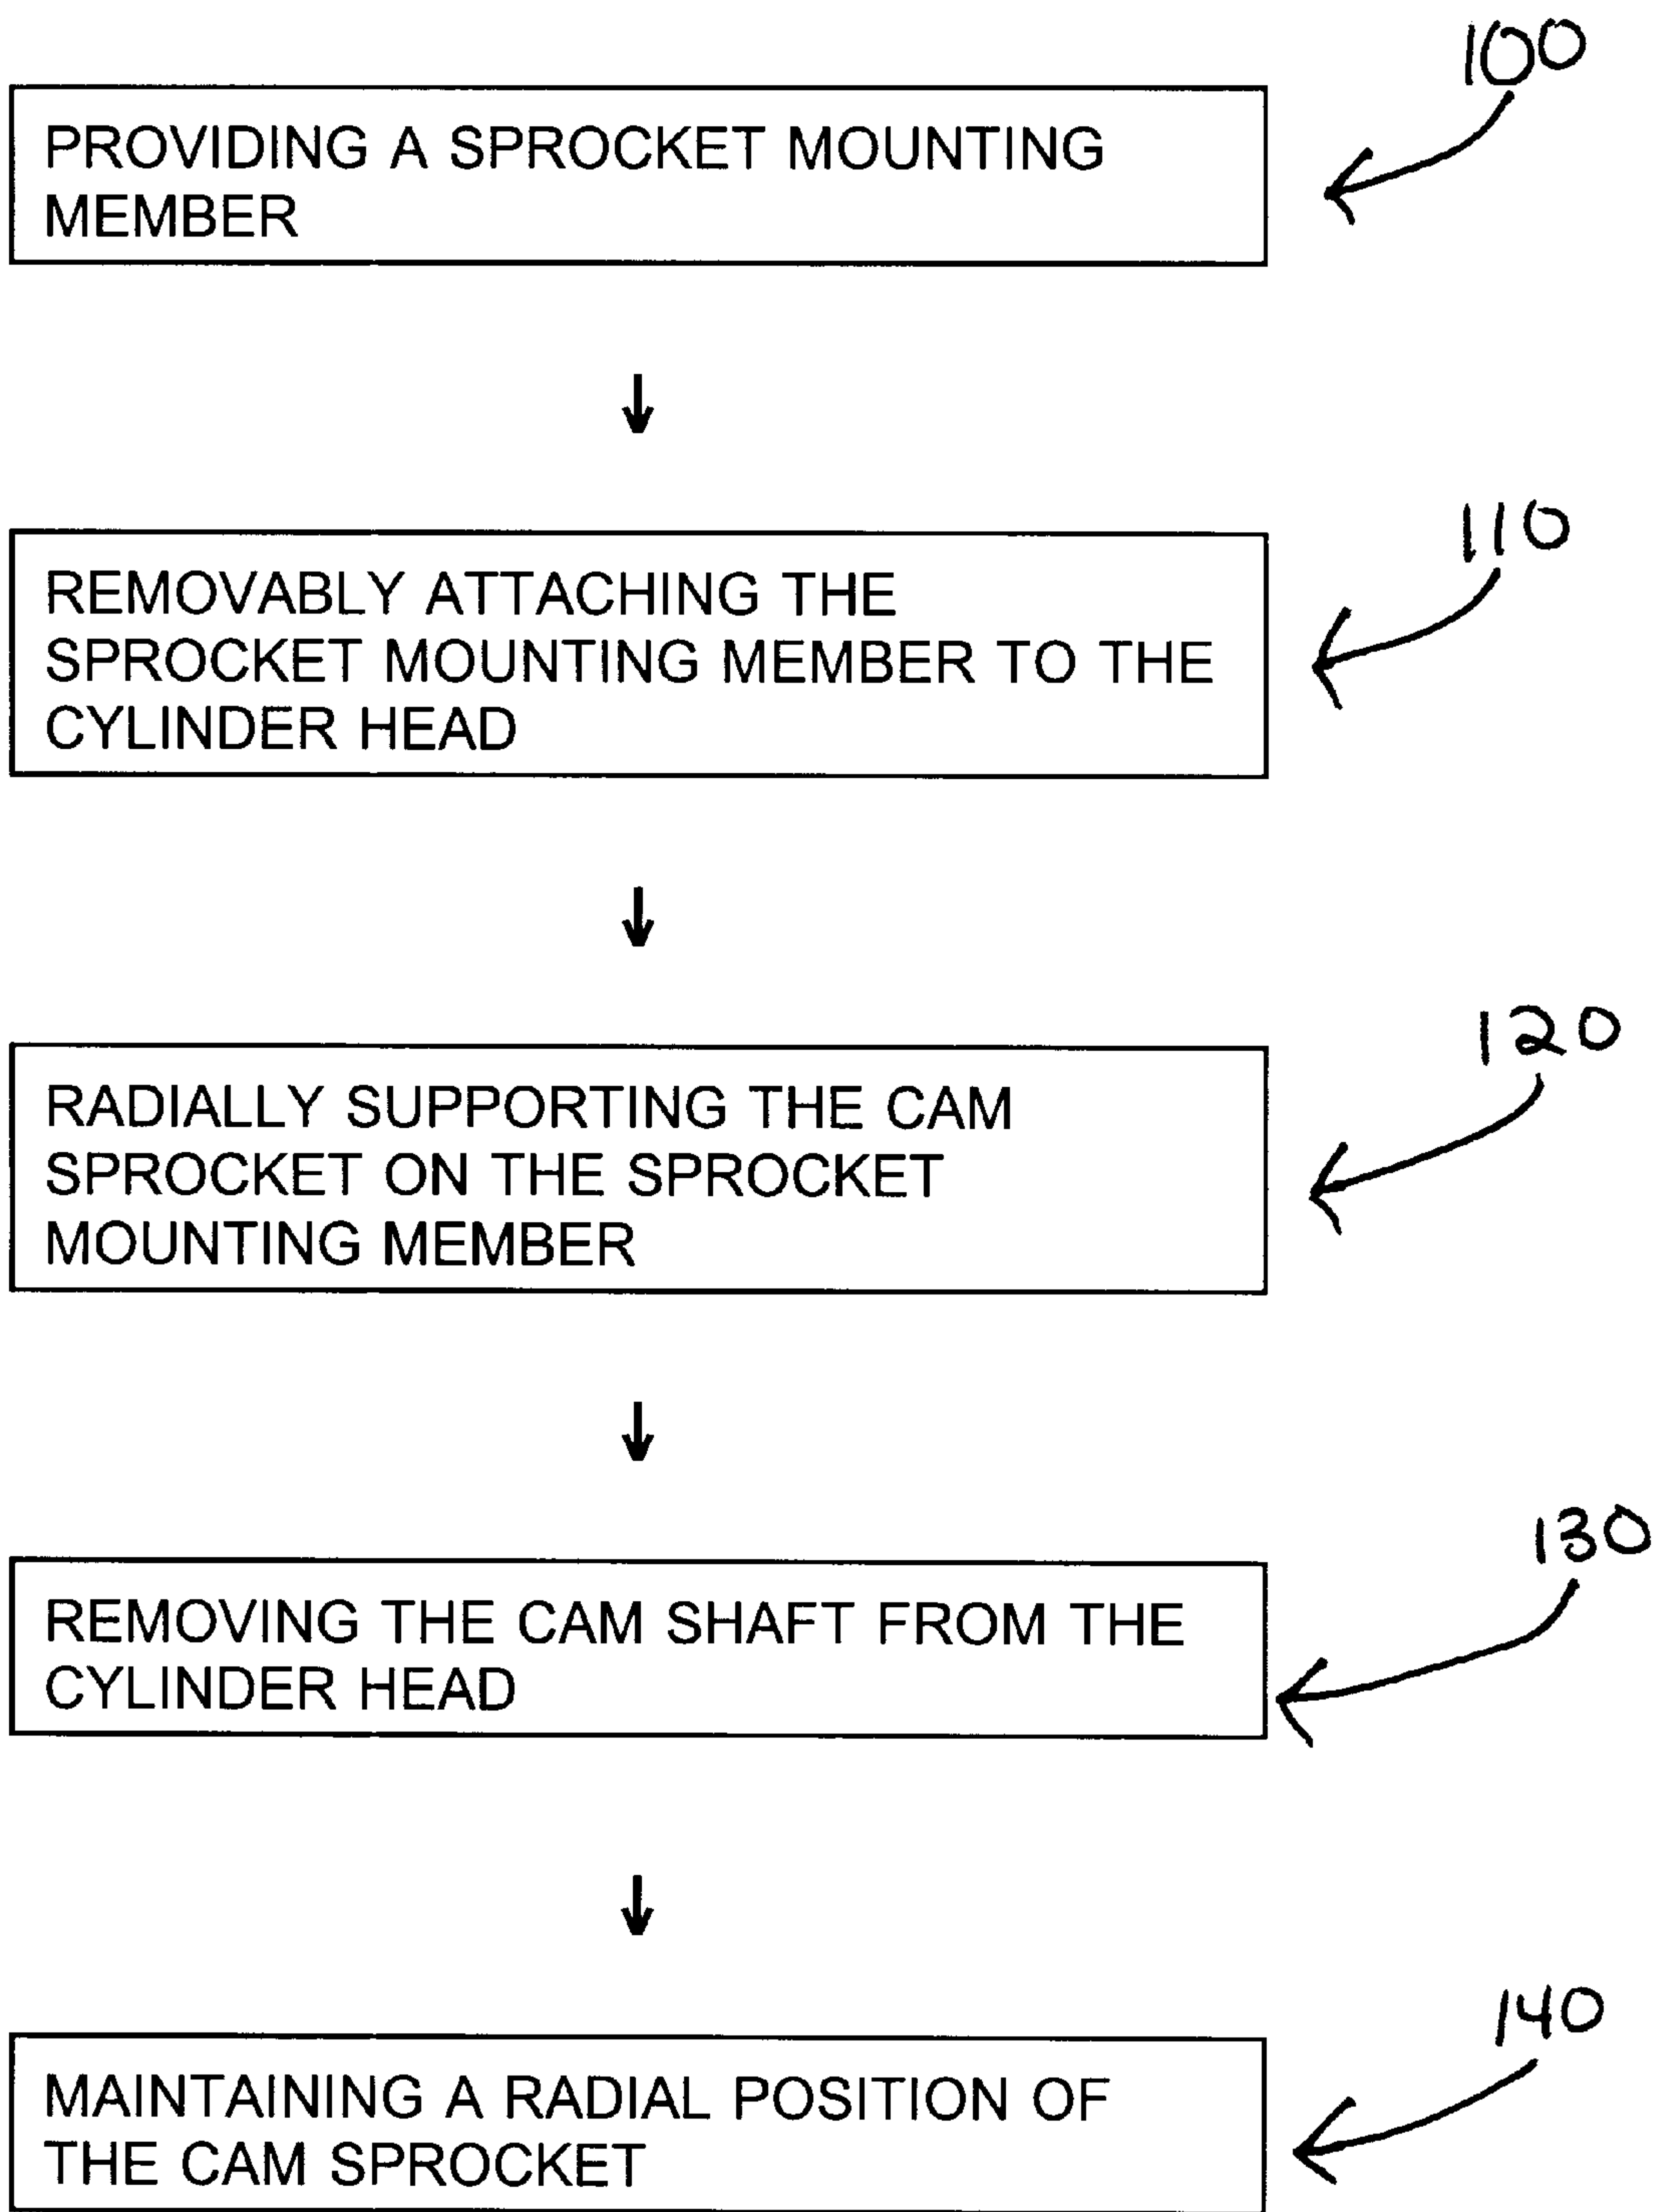 100
PROVIDING A SPROCKET MOUNTING
MEMBER
110
REMOVABLY ATTACHING THE
SPROCKET MOUNTING MEMBER TO THE
CYLINDER HEAD
120
RADIALLY SUPPORTING THE CAM
SPROCKET ON THE SPROCKET
MOUNTING MEMBER
130
REMOVING THE CAM SHAFT FROM THE
CYLINDER HEAD
140
MAINTAINING A RADIAL POSITION OF
THE CAM SPROCKET